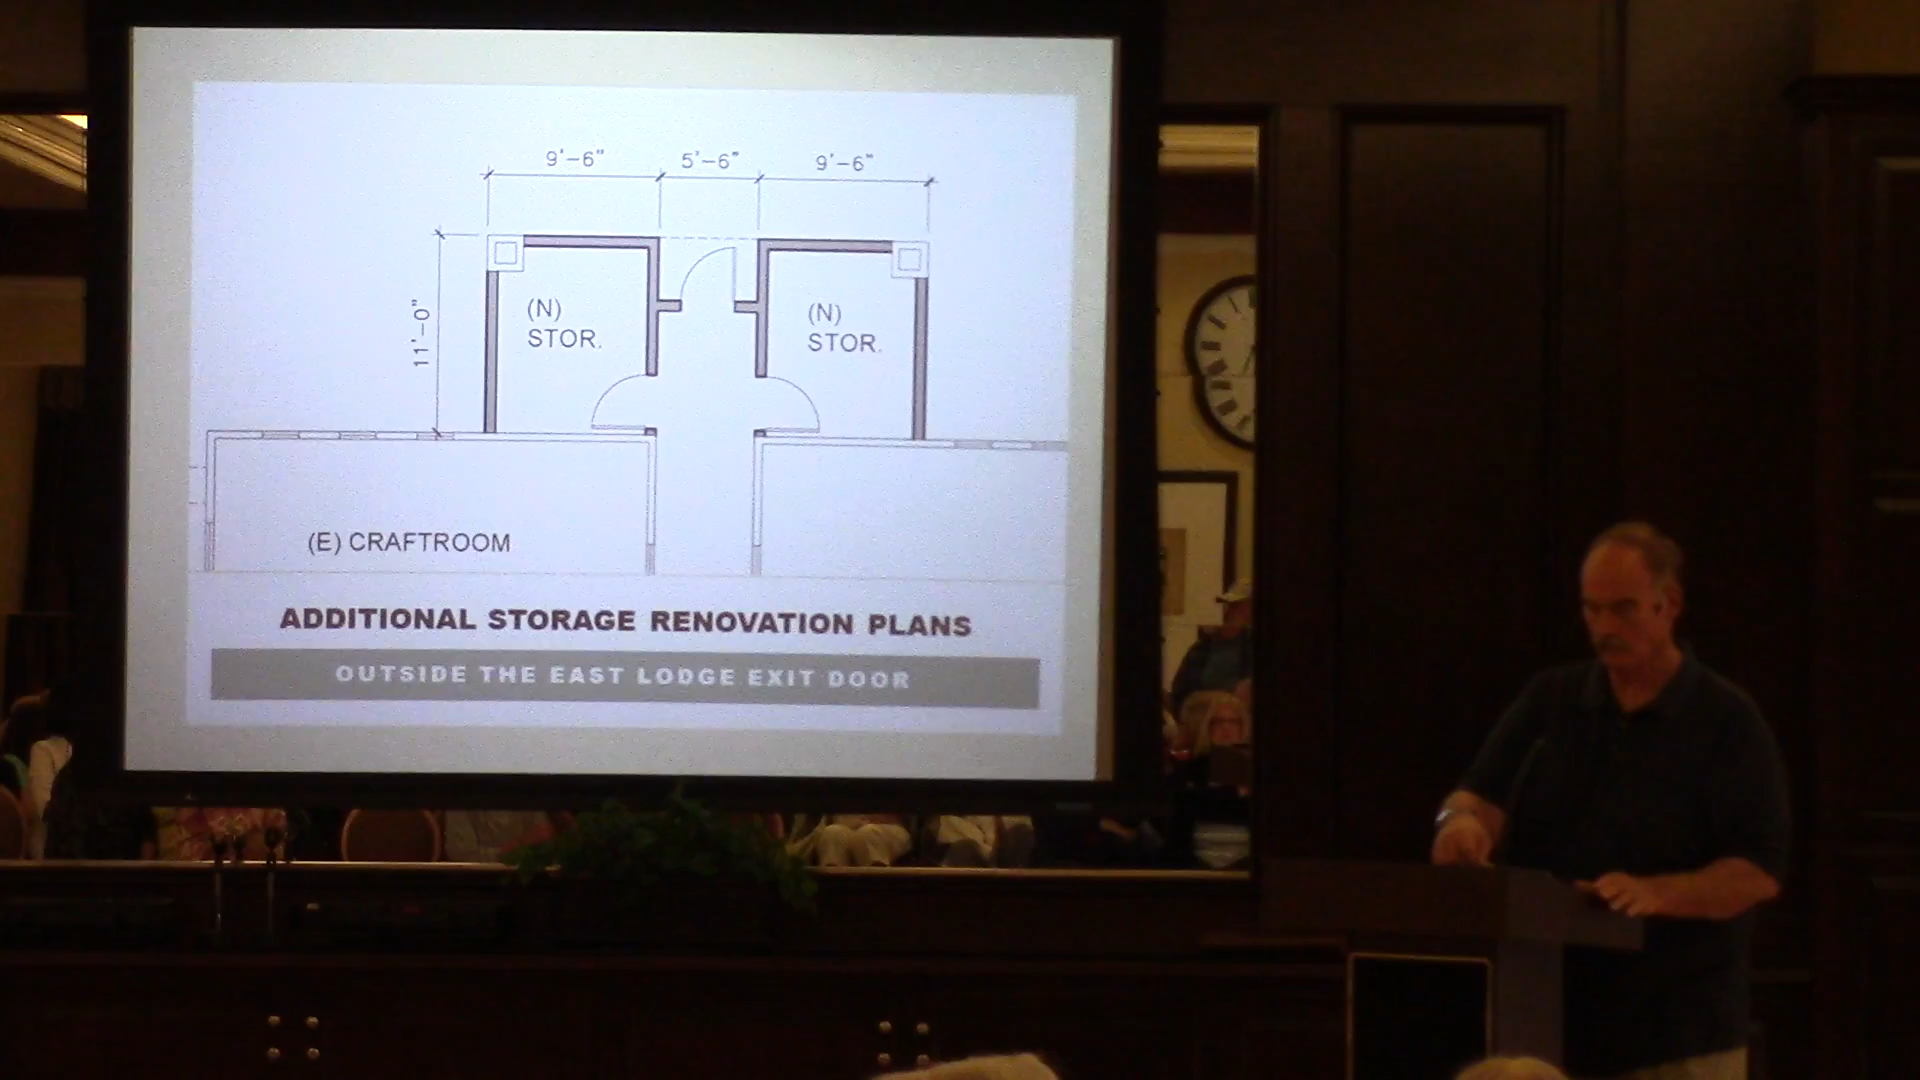 9'-6" 5'-6" 9'-6"
11'-0"
(N)
STOR.
(N)
STOR.
(E) CRAFTROOM
ADDITIONAL STORAGE RENOVATION PLANS
OUTSIDE THE EAST LODGE EXIT DOOR